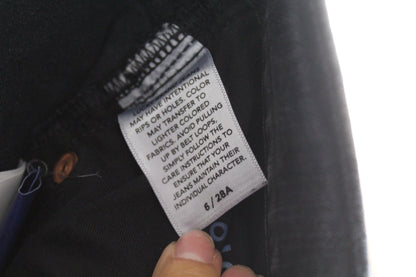 MAY HAVE INTENTIONAL
RIPS OR HOLES. COLOR
MAY TRANSFER TO
LIGHTER COLORED
FABRICS. AVOID PULLING
UP BY BELT LOOPS.
SIMPLY FOLLOW THE
CARE INSTRUCTIONS TO
ENSURE THAT YOUR
JEANS MAINTAIN THEIR
INDIVIDUAL CHARACTER.
6 / 28A